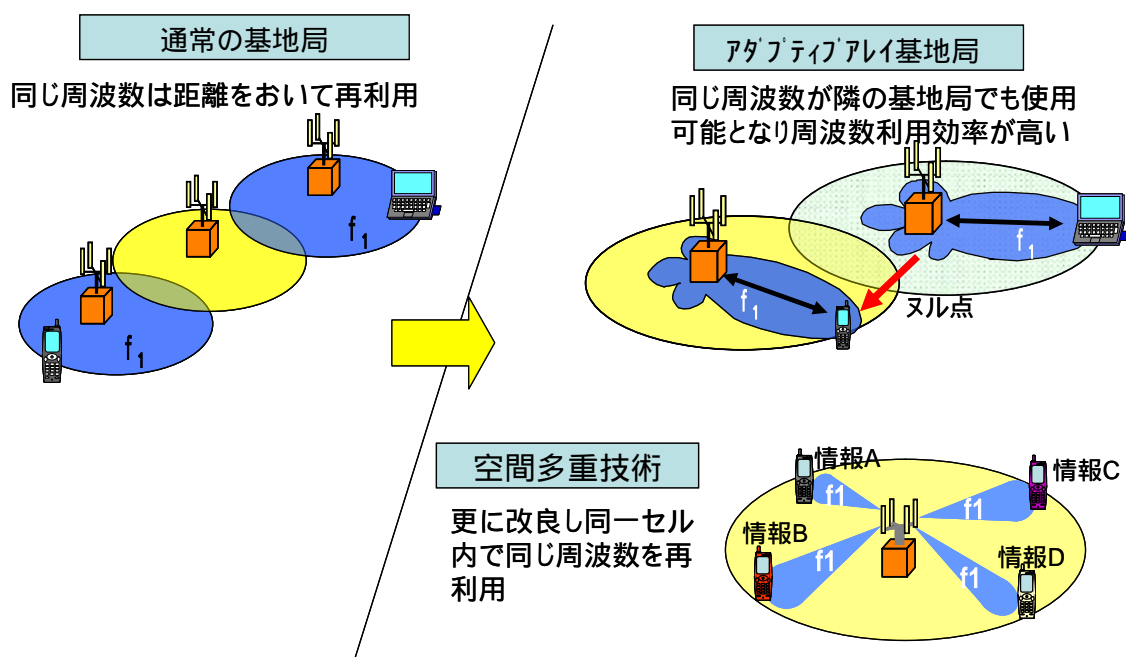 通常の基地局
同じ周波数は距離をおいて再利用
f1
f1
ｱﾀﾞﾌﾟﾃｨﾌﾞｱﾚｲ基地局
同じ周波数が隣の基地局でも使用
可能となり周波数利用効率が高い
f1
f1
ヌル点
空間多重技術
更に改良し同一セル
内で同じ周波数を再
利用
情報A
f1
情報C
f1
情報B
f1
情報D
f1